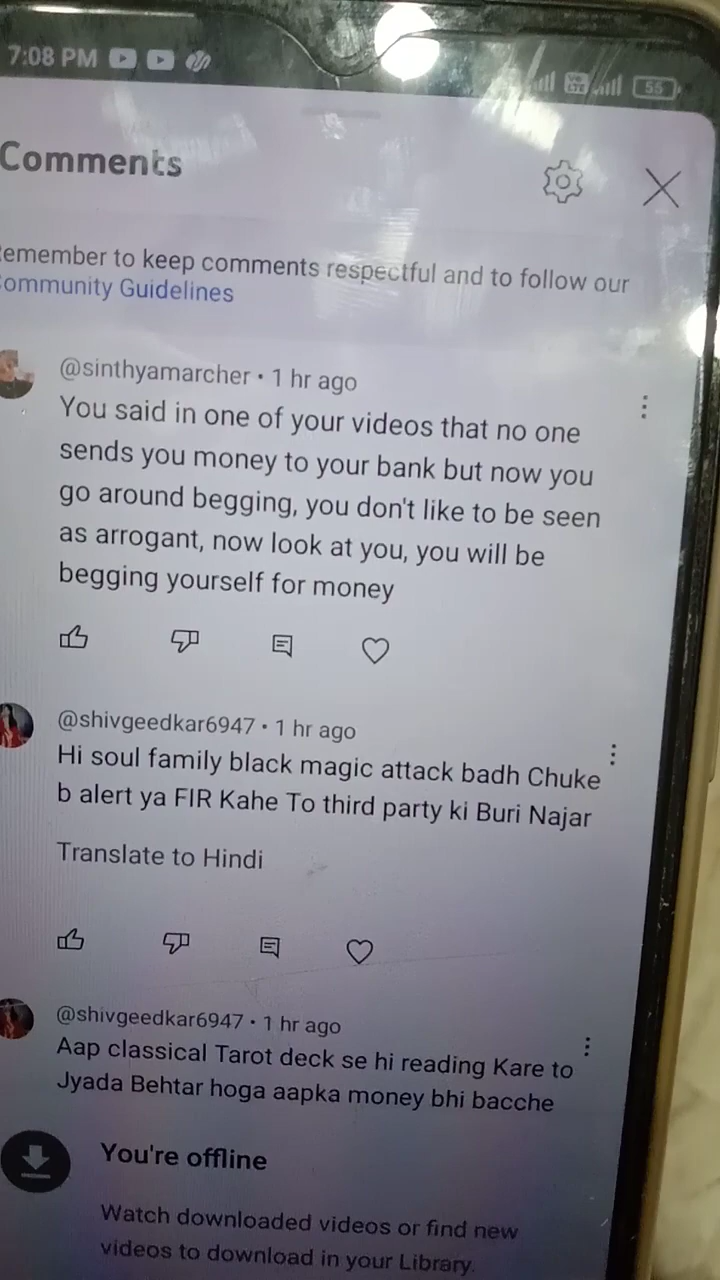 7:08 PM
VoLTE
55
Comments
emember to keep comments respectful and to follow our
ommunity Guidelines
@sinthyamarcher • 1 hr ago
You said in one of your videos that no one
sends you money to your bank but now you
go around begging, you don't like to be seen
as arrogant, now look at you, you will be
begging yourself for money
@shivgeedkar6947 • 1 hr ago
Hi soul family black magic attack badh Chuke
b alert ya FIR Kahe To third party ki Buri Najar
Translate to Hindi
@shivgeedkar6947 • 1 hr ago
Aap classical Tarot deck se hi reading Kare to
Jyada Behtar hoga aapka money bhi bacche
You're offline
Watch downloaded videos or find new
videos to download in your Library.